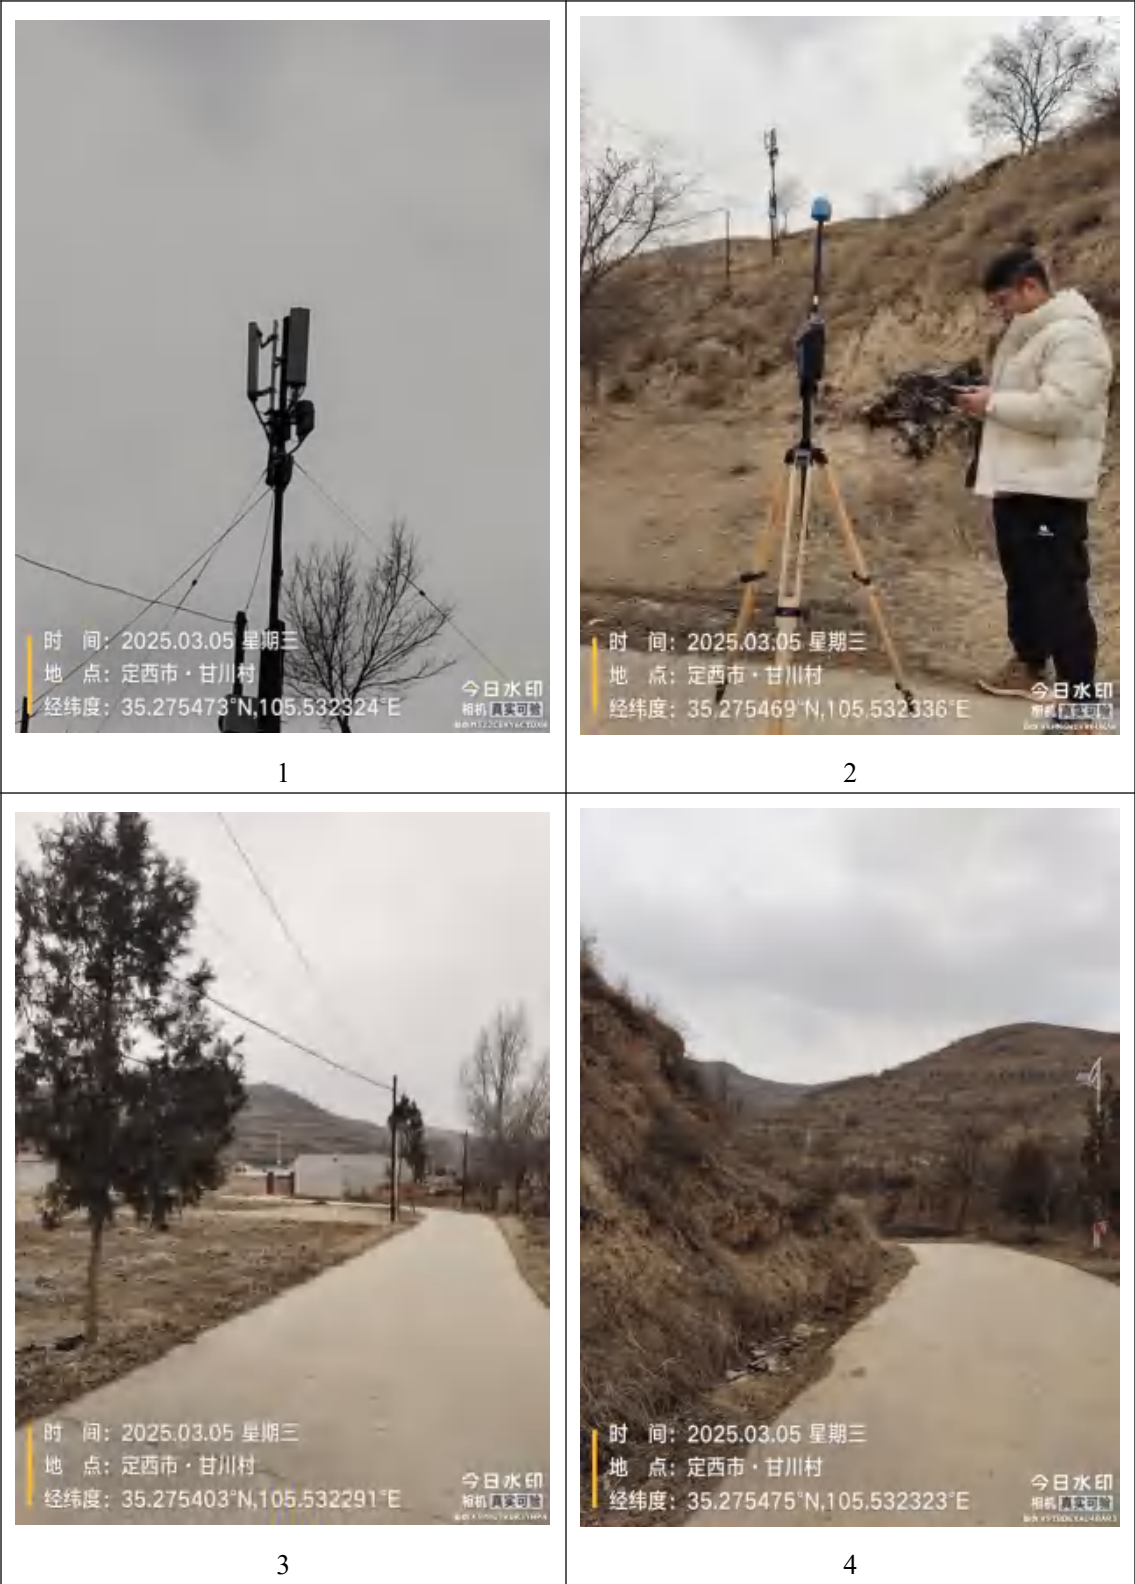 时 间：2025.03.05 星期三
地 点：定西市·甘川村
经纬度：35.275473°N,105.532324°E
今日水印
相机 真实可验
1
时 间：2025.03.05 星期三
地 点：定西市·甘川村
经纬度：35.275469°N,105.532336°E
今日水印
相机 真实可验
2
时 间：2025.03.05 星期三
地 点：定西市·甘川村
经纬度：35.275403°N,105.532291°E
今日水印
相机 真实可验
3
时 间：2025.03.05 星期三
地 点：定西市·甘川村
经纬度：35.275475°N,105.532323°E
今日水印
相机 真实可验
4